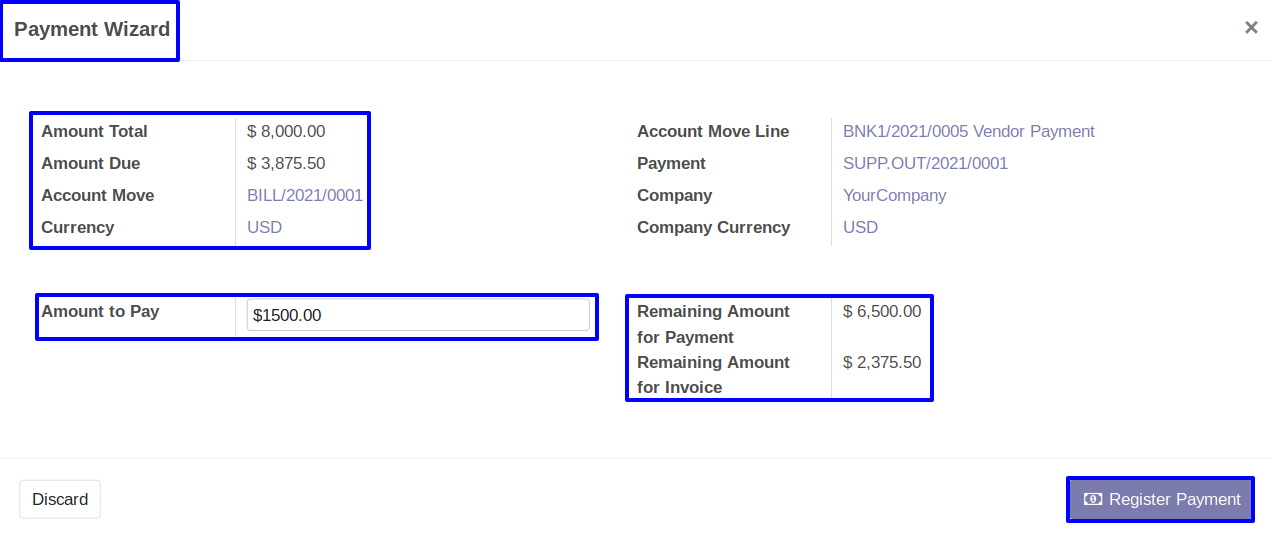 Payment Wizard ×
Amount Total $ 8,000.00
Amount Due $ 3,875.50
Account Move BILL/2021/0001
Currency USD
Account Move Line BNK1/2021/0005 Vendor Payment
Payment SUPP.OUT/2021/0001
Company YourCompany
Company Currency USD
Amount to Pay $1500.00
Remaining Amount $ 6,500.00
for Payment
Remaining Amount $ 2,375.50
for Invoice
Discard
Register Payment